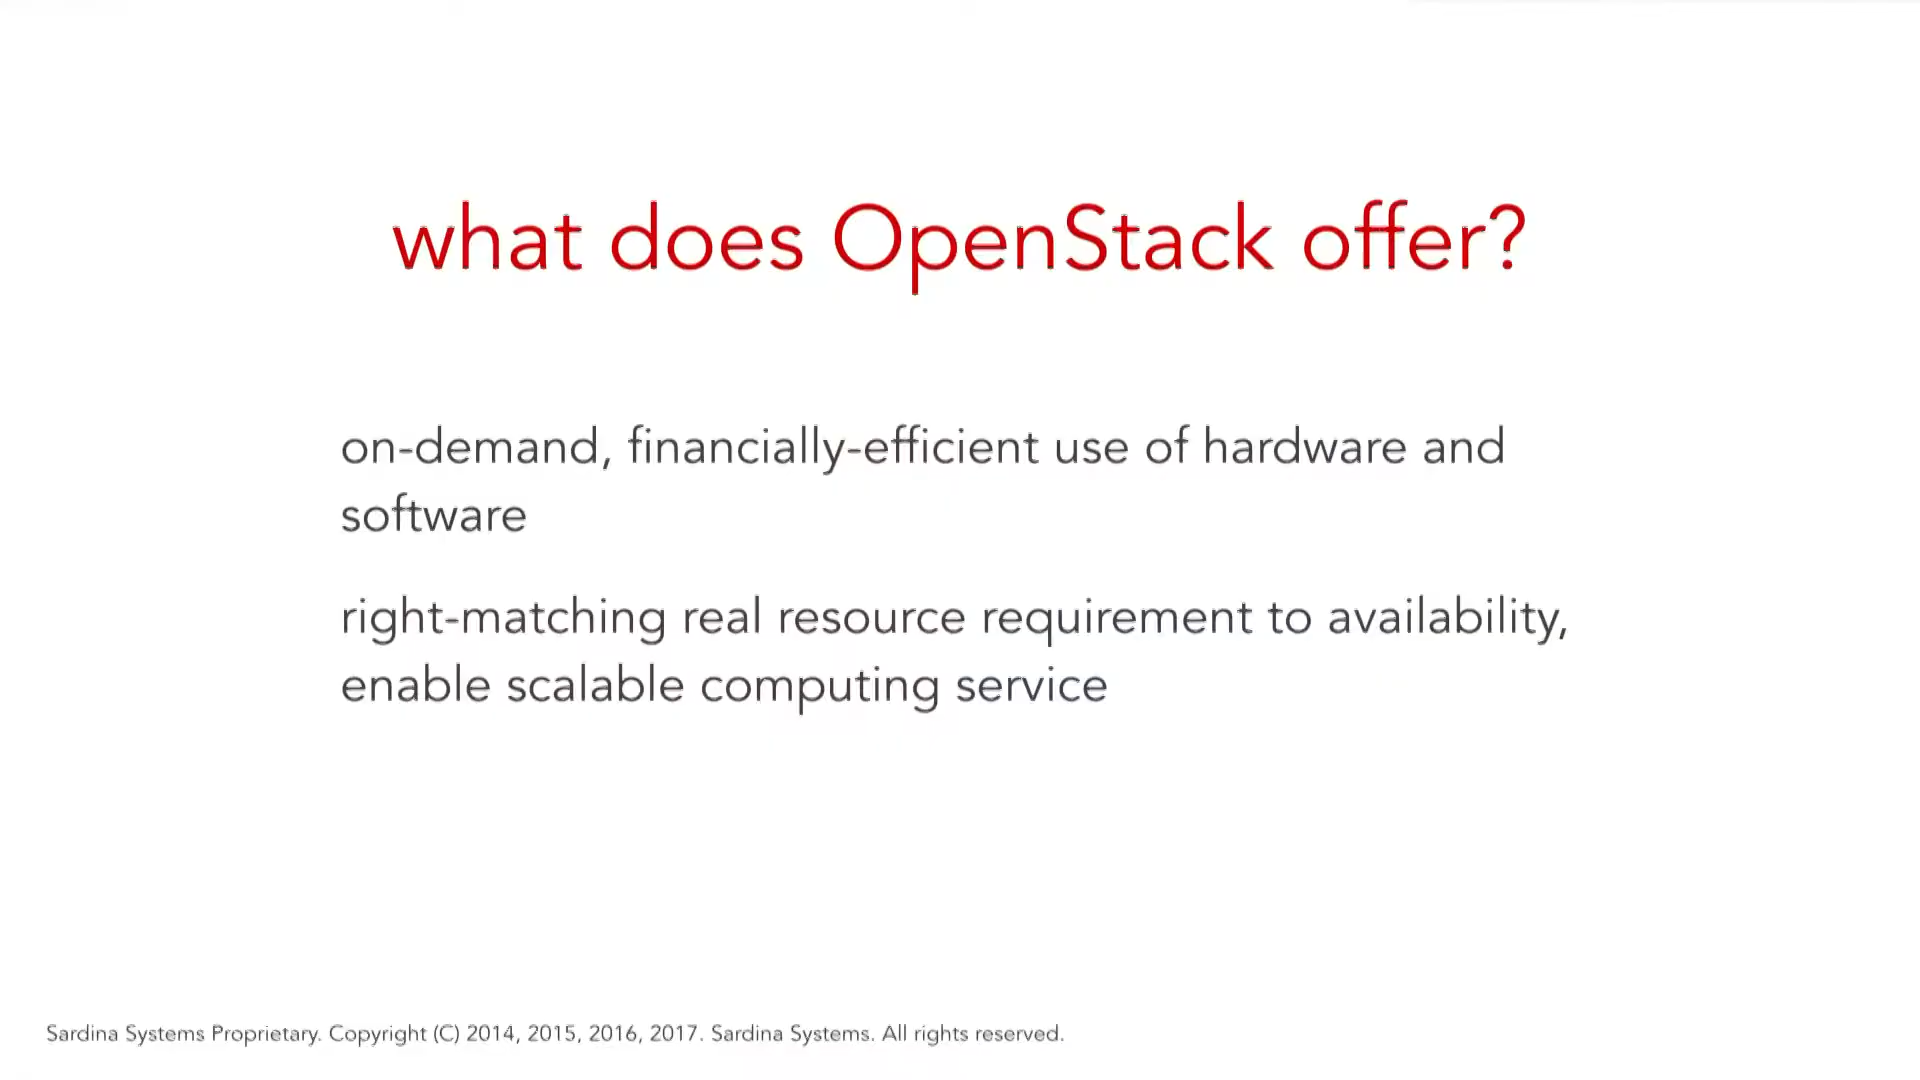 what does OpenStack offer?
on-demand, financially-efficient use of hardware and
software
right-matching real resource requirement to availability,
enable scalable computing service
Sardina Systems Proprietary. Copyright (C) 2014, 2015, 2016, 2017. Sardina Systems. All rights reserved.